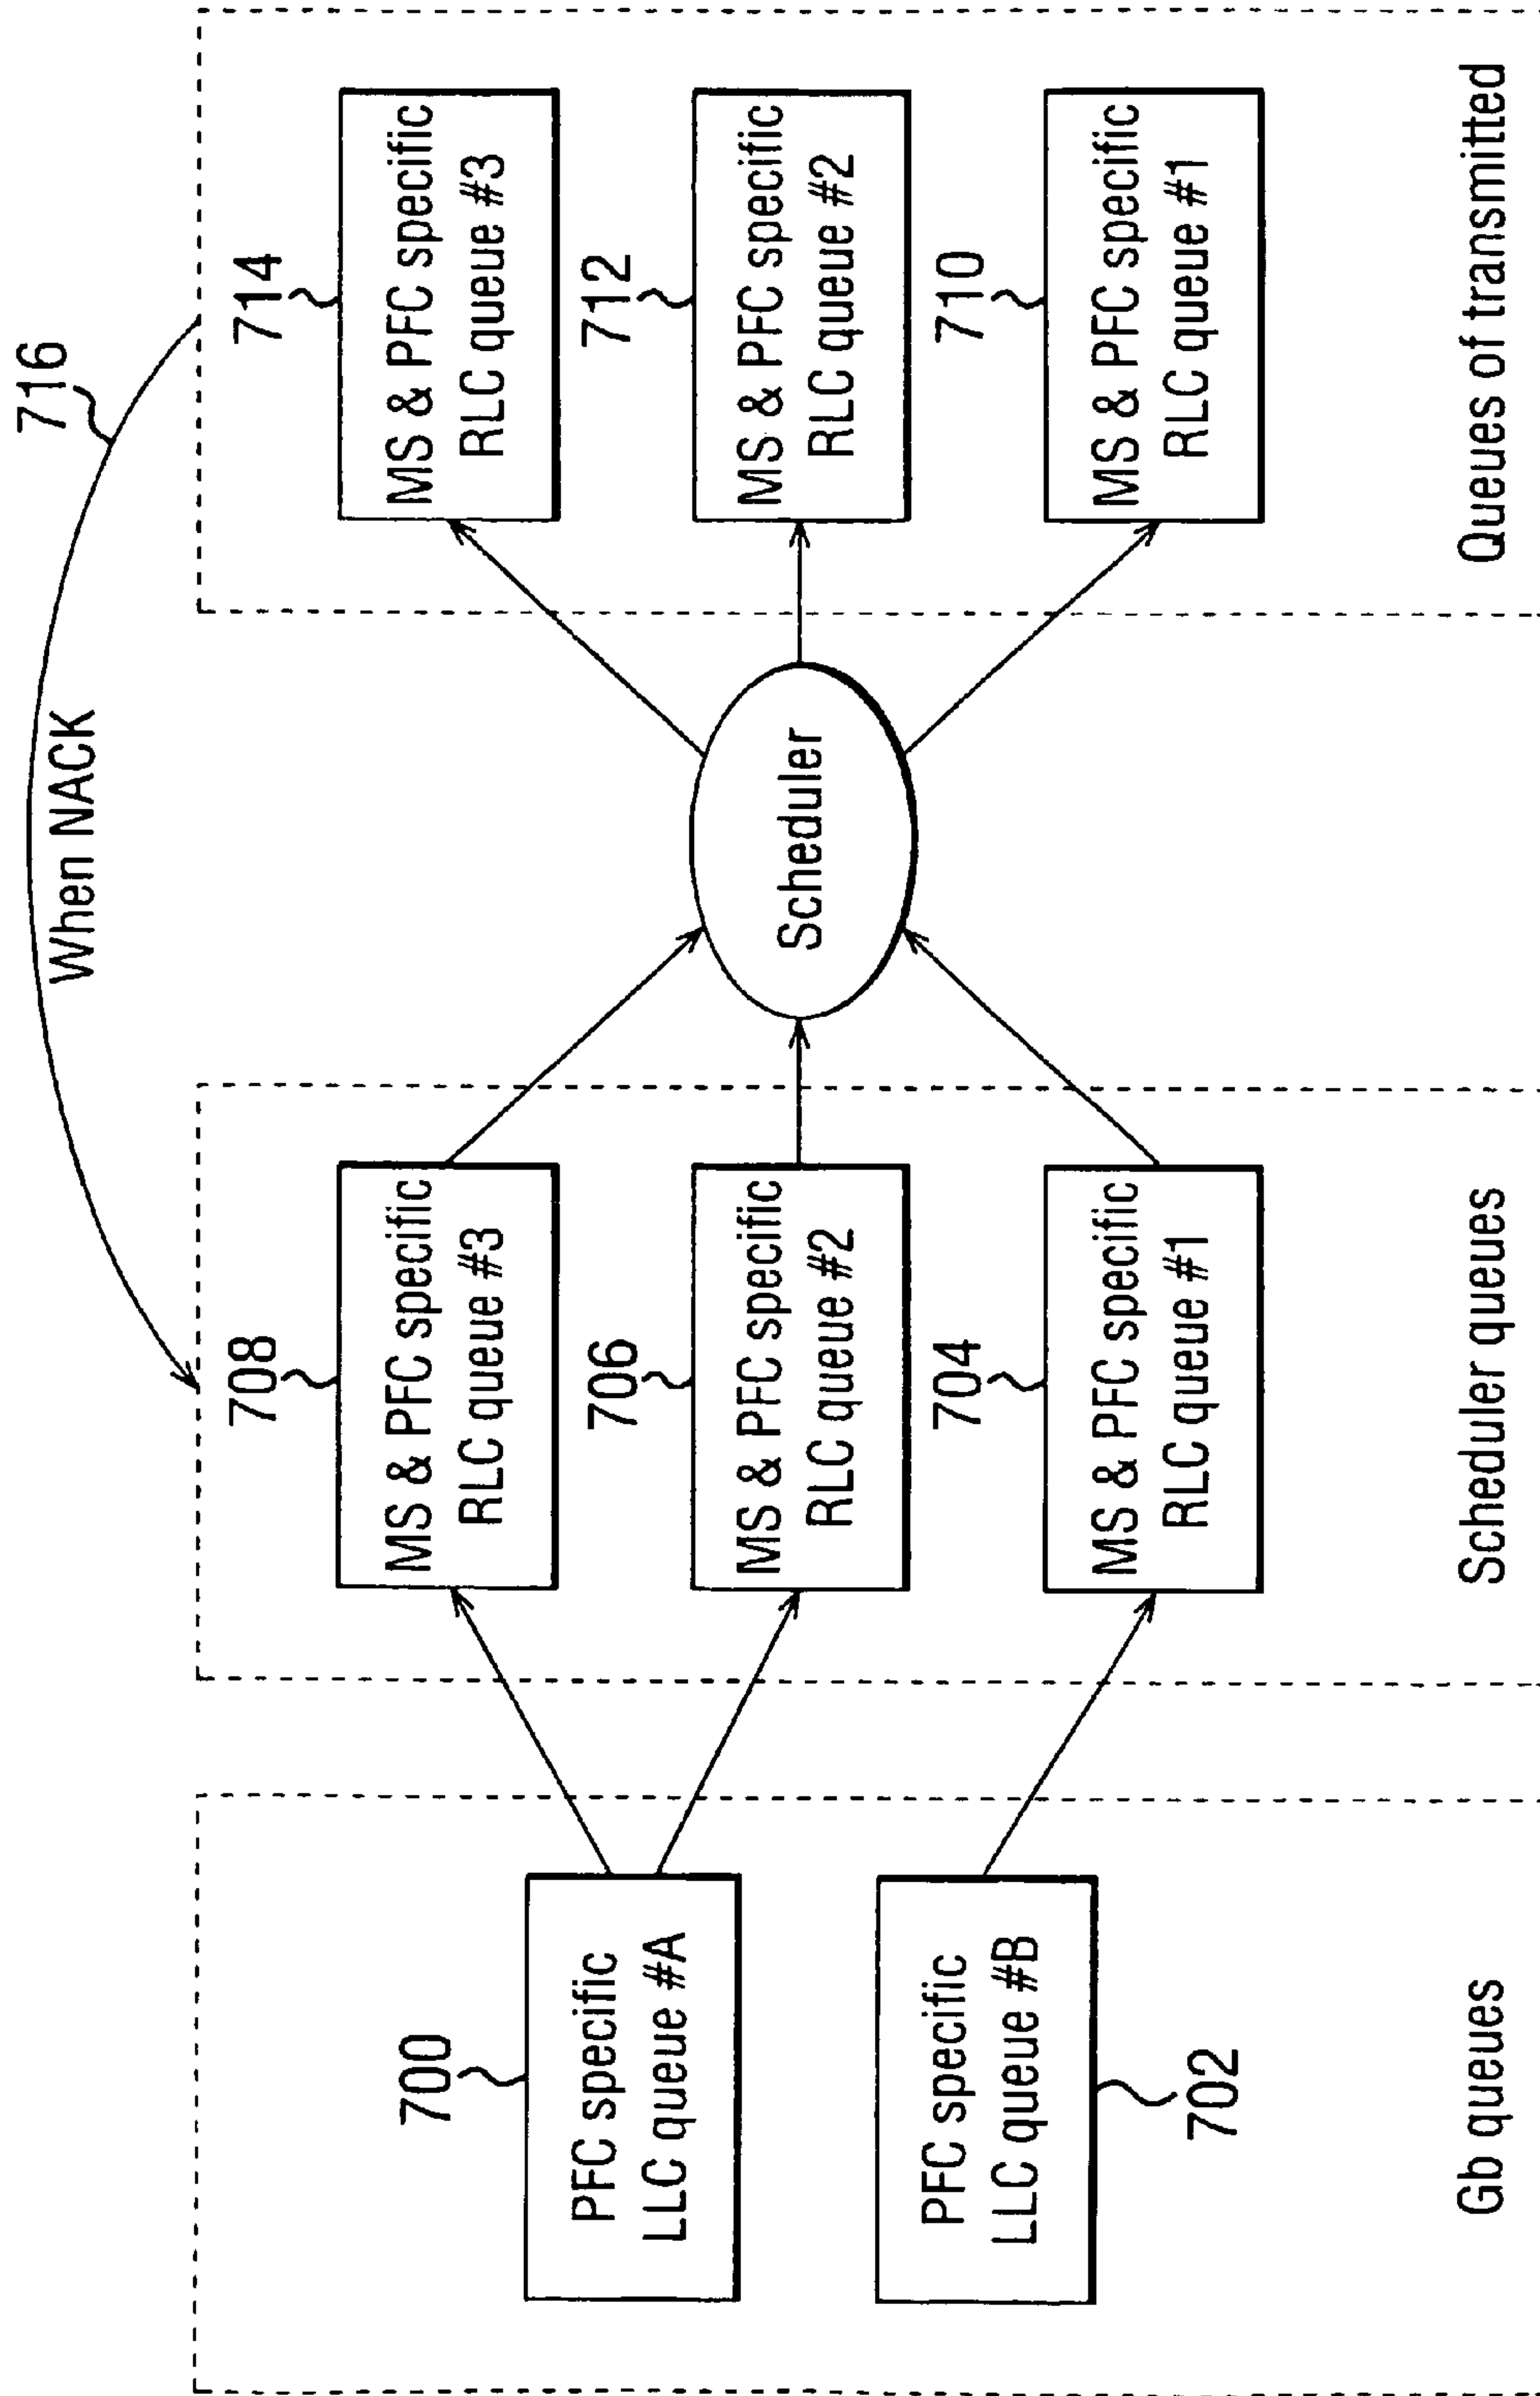 716
When NACK
700
PFC specific
LLC queue #A
PFC specific
LLC queue #B
702
Gb queues
708
MS & PFC specific
RLC queue #3
706
MS & PFC specific
RLC queue #2
704
MS & PFC specific
RLC queue #1
Scheduler queues
Scheduler
714
MS & PFC specific
RLC queue #3
712
MS & PFC specific
RLC queue #2
710
MS & PFC specific
RLC queue #1
Queues of transmitted